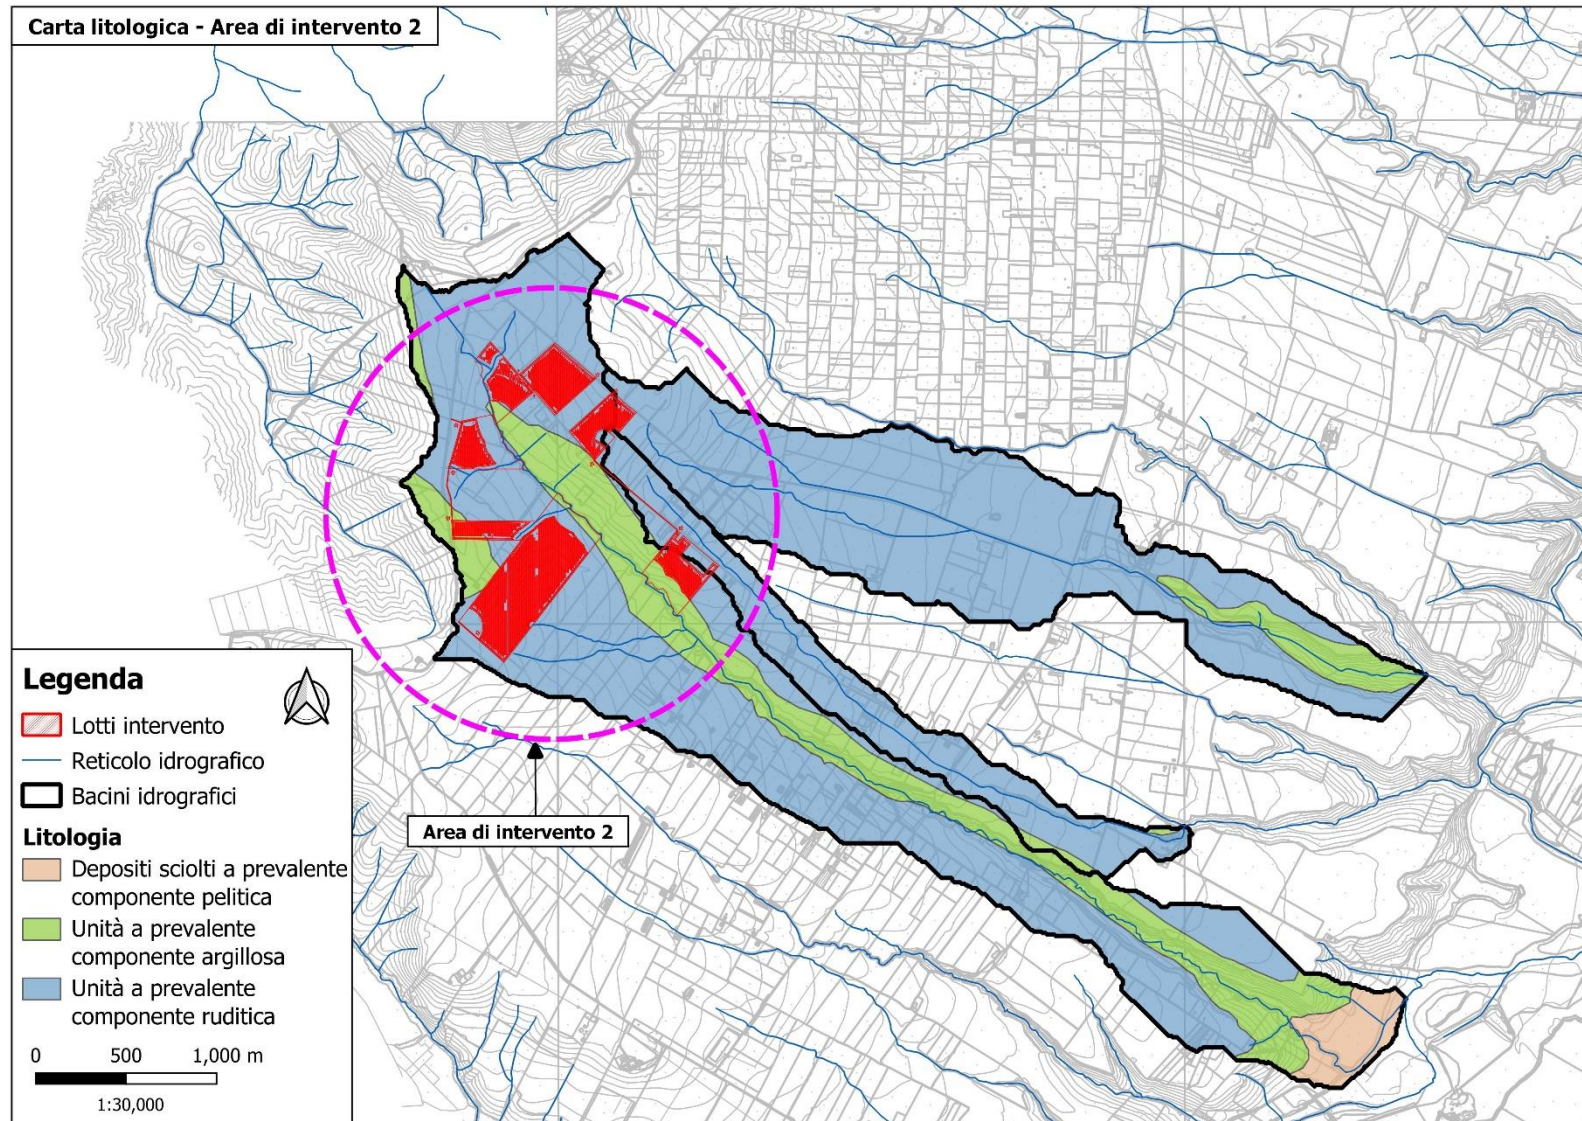 Carta litologica - Area di intervento 2
Area di intervento 2
Legenda
Lotti intervento
Reticolo idrografico
Bacini idrografici
Litologia
Depositi sciolti a prevalente
componente pelitica
Unità a prevalente
componente argillosa
Unità a prevalente
componente ruditica
0 500 1,000 m
1:30,000